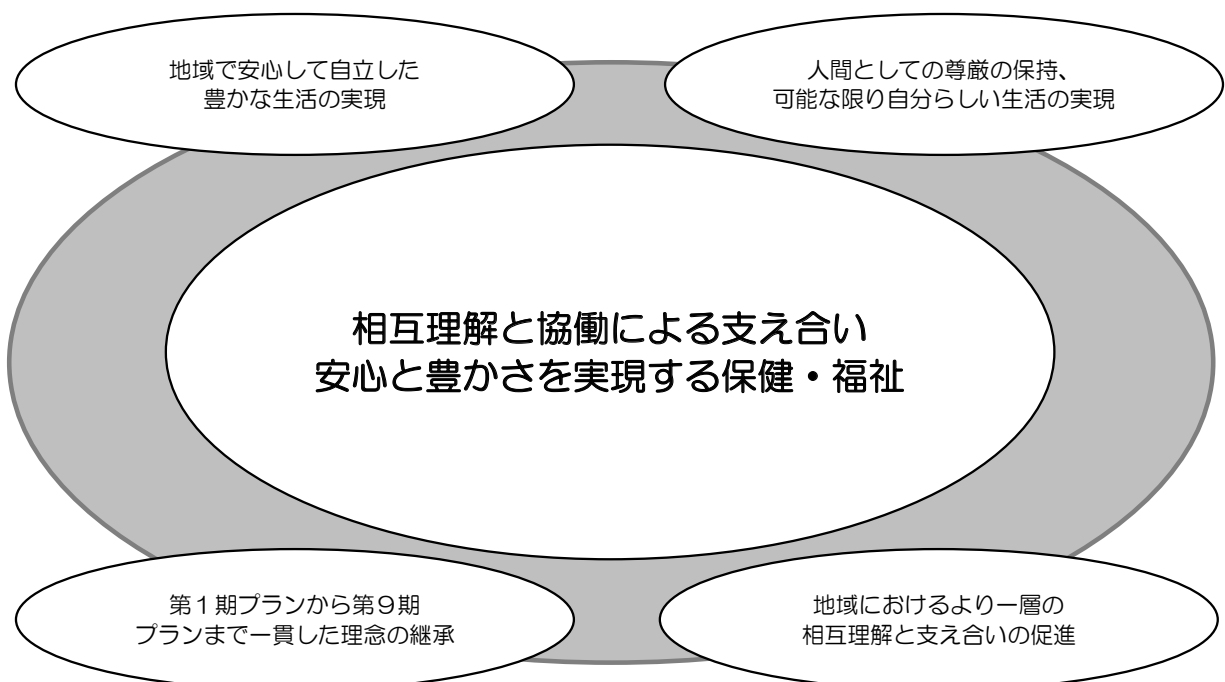 地域で安心して自立した
豊かな生活の実現
人間としての尊厳の保持、
可能な限り自分らしい生活の実現
相互理解と協働による支え合い
安心と豊かさを実現する保健・福祉
第１期プランから第９期
プランまで一貫した理念の継承
地域におけるより一層の
相互理解と支え合いの促進